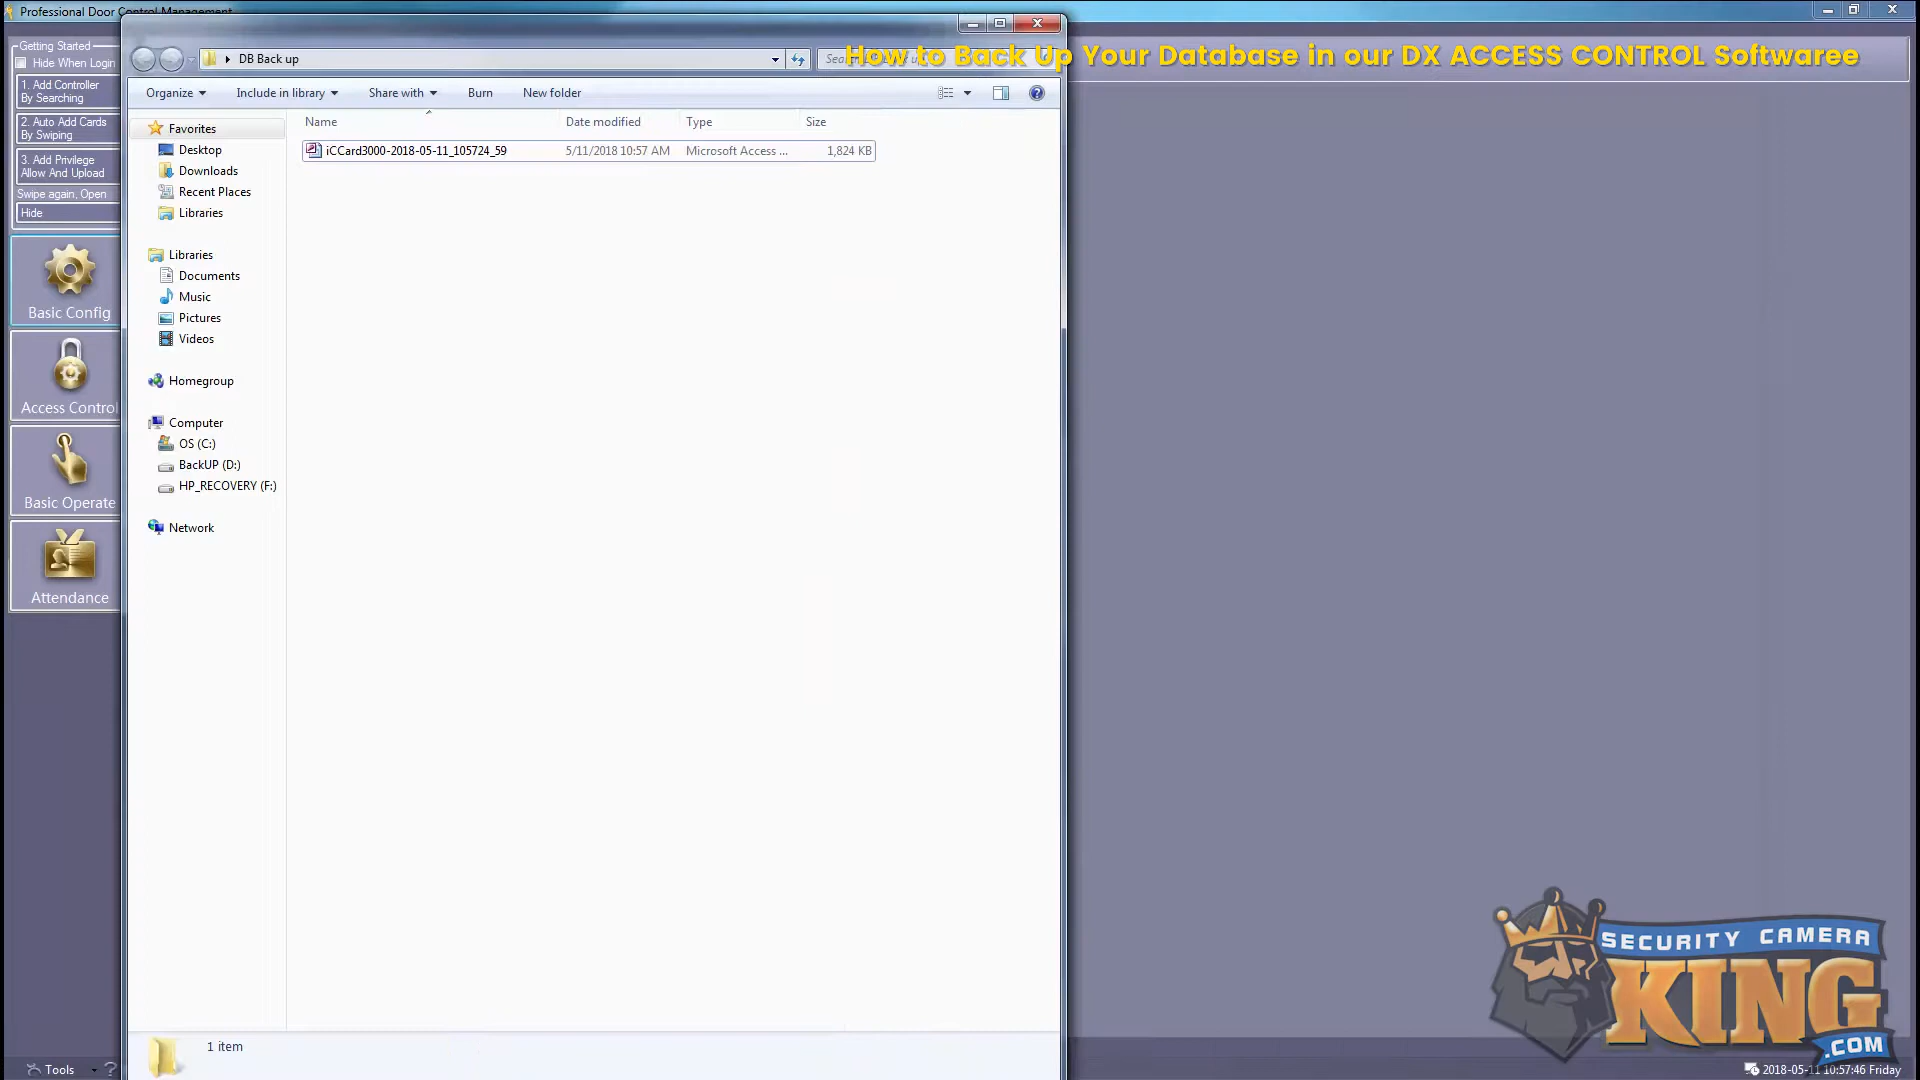 Professional Door Control Management
DB Back up
How to Back Up Your Database in our DX ACCESS CONTROL Softwaree
Organize
Include in library
Share with
Burn
New folder
Name
Date modified
Type
Size
iCCard3000-2018-05-11_105724_59
5/11/2018 10:57 AM
Microsoft Access ...
1,824 KB
Getting Started
Hide When Login
1. Add Controller
By Searching
2. Auto Add Cards
By Swiping
3. Add Privilege
Allow And Upload
Swipe again, Open
Hide
Basic Config
Access Control
Basic Operate
Attendance
Favorites
Desktop
Downloads
Recent Places
Libraries
Libraries
Documents
Music
Pictures
Videos
Homegroup
Computer
OS (C:)
BackUP (D:)
HP_RECOVERY (F:)
Network
1 item
SECURITY CAMERA
KING
.COM
Tools
2018-05-11 10:57:46 Friday